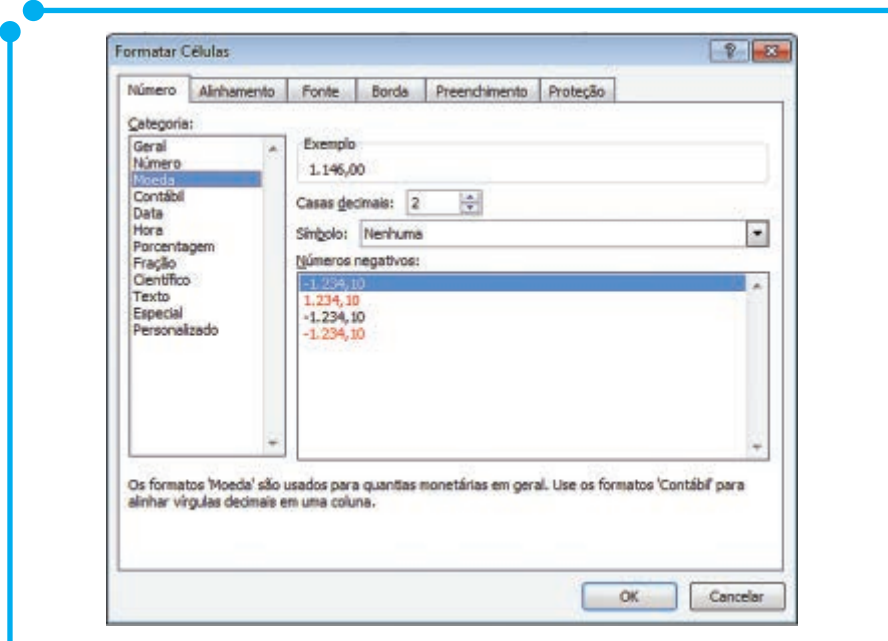 Formatar Células
Número Alinhamento Fonte Borda Preenchimento Proteção
Categoria:
Geral
Número
Moeda
Contábil
Data
Hora
Porcentagem
Fração
Científico
Texto
Especial
Personalizado
Exemplo
1.146,00
Casas decimais: 2
Símbolo: Nenhuma
Números negativos:
-1.234,10
1.234,10
-1.234,10
-1.234,10
Os formatos 'Moeda' são usados para quantias monetárias em geral. Use os formatos 'Contábil' para
alinhar vírgulas decimais em uma coluna.
OK Cancelar